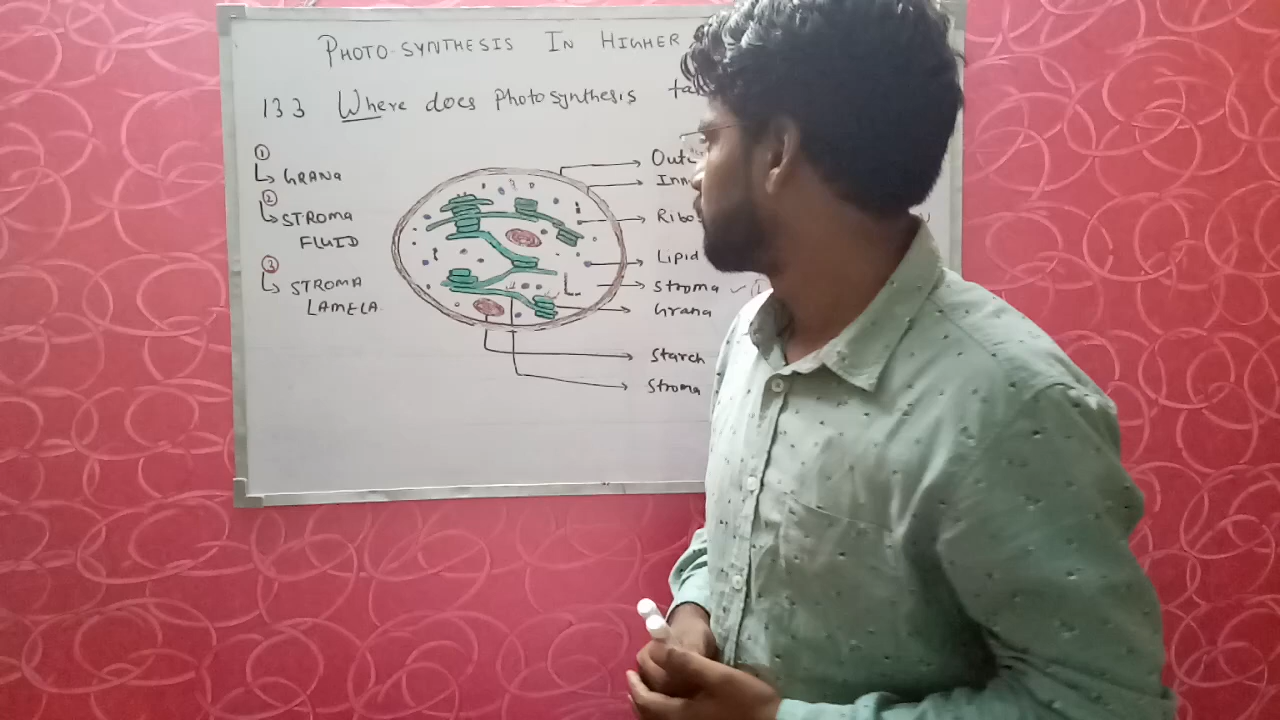 PHOTO-SYNTHESIS IN HIGHER
13 3 Where does Photosynthesis
①
GRANA
②
STROMA
FLUID
③
STROMA
LAMELA
Lipid
Stroma
Grana
Starch
Stroma